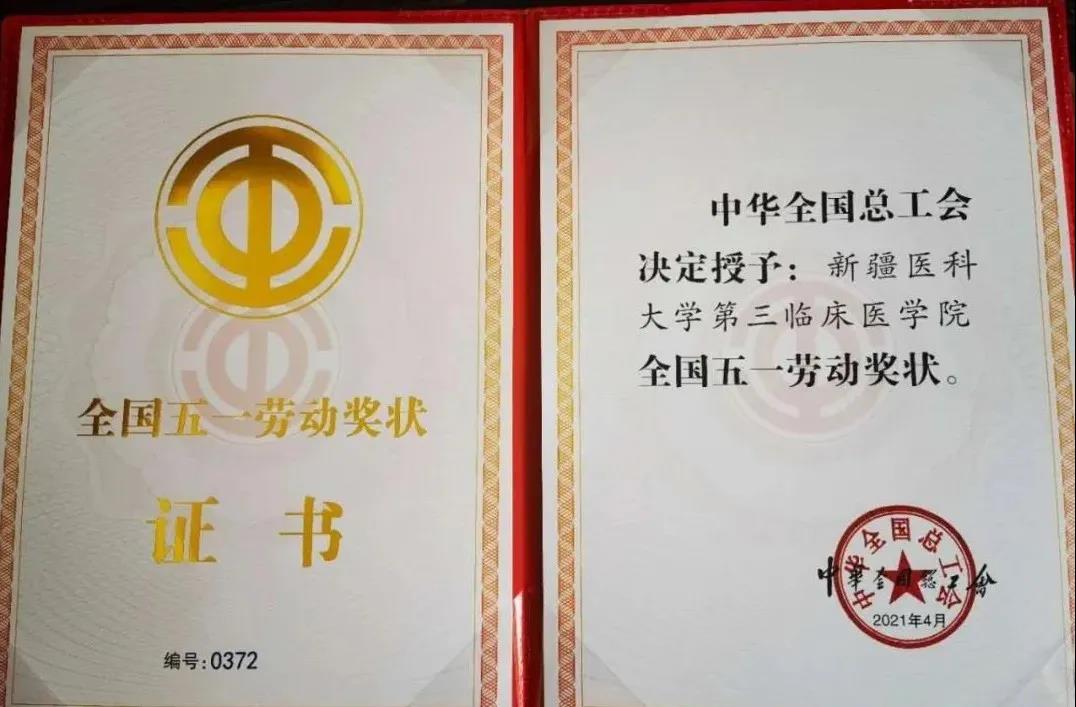 全国五一劳动奖状
证书
编号:0372
中华全国总工会
决定授予：新疆医科
大学第三临床医学院
全国五一劳动奖状。
中华全国总工会
中华全国总工会
2021年4月